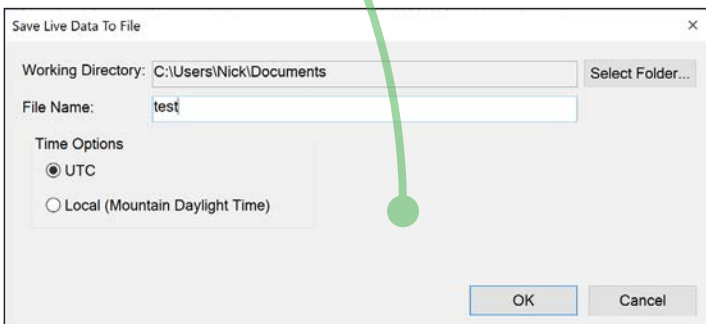 Save Live Data To File
Working Directory: C:\Users\Nick\Documents Select Folder...
File Name: test
Time Options
UTC
Local (Mountain Daylight Time)
OK Cancel